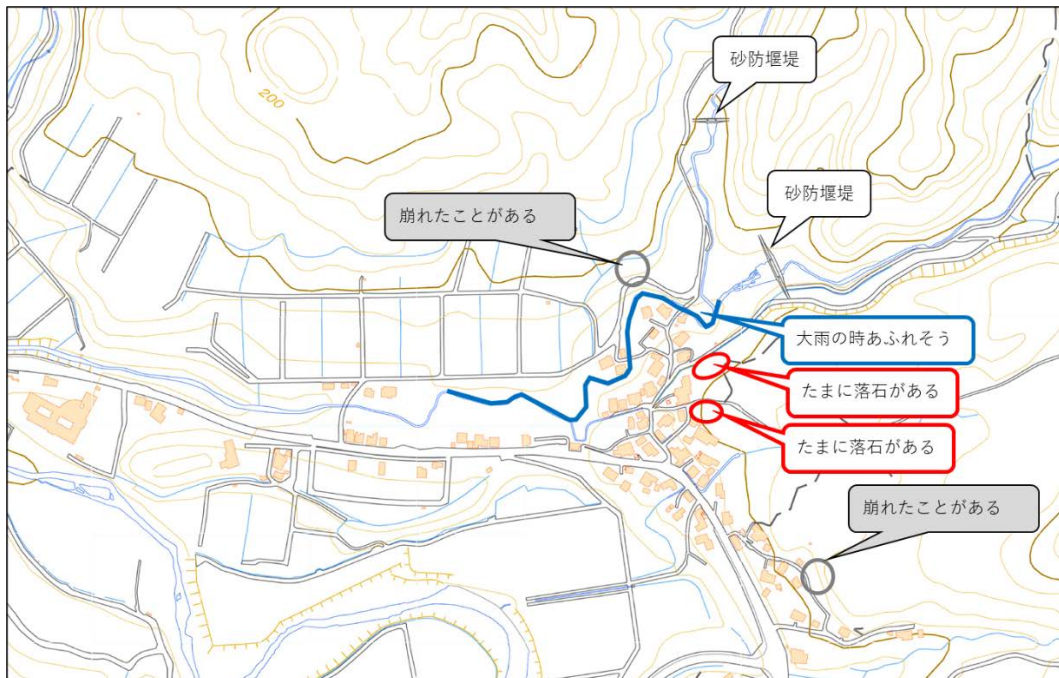 砂防堰堤
200
砂防堰堤
崩れたことがある
大雨の時あふれそう
たまに落石がある
たまに落石がある
崩れたことがある